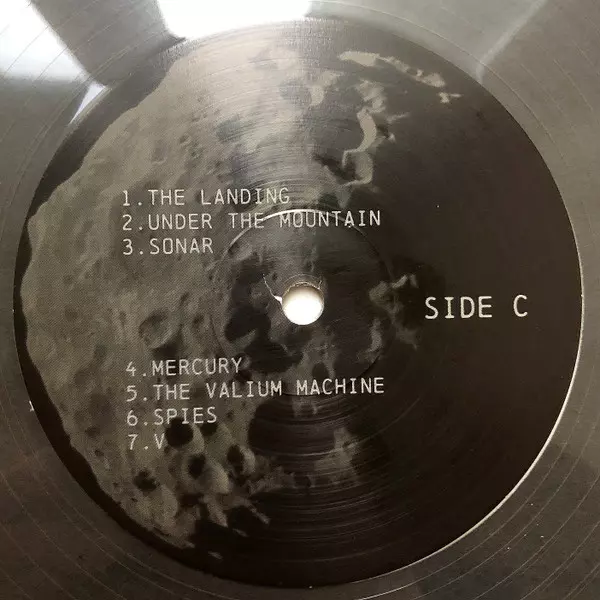 1.THE LANDING
2.UNDER THE MOUNTAIN
3.SONAR
SIDE C
4.MERCURY
5.THE VALIUM MACHINE
6.SPIES
7.V